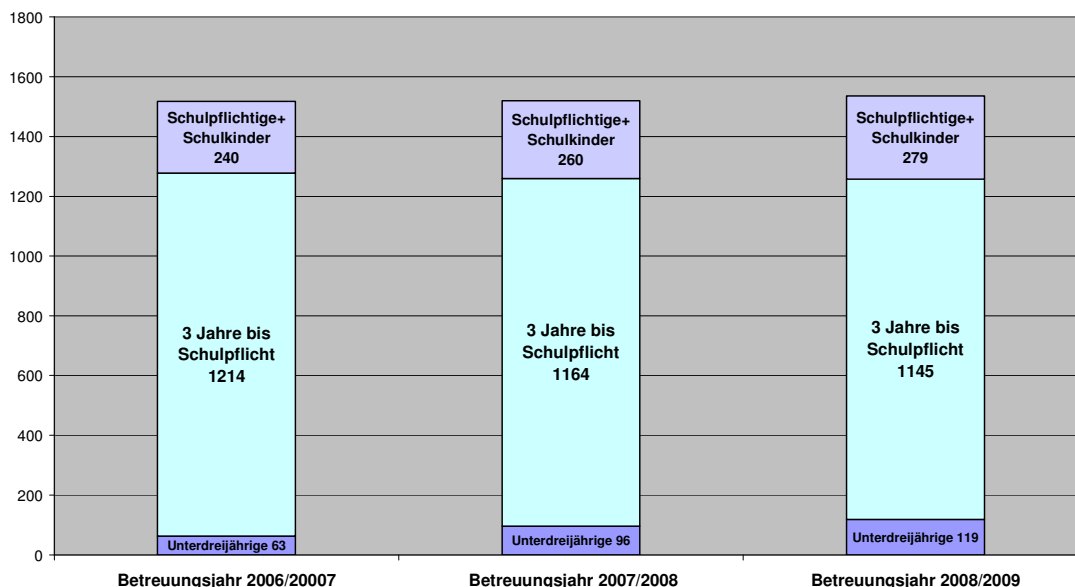 1800
1600
1400
1200
1000
800
600
400
200
0
Schulpflichtige+
Schulkinder
240
3 Jahre bis
Schulpflicht
1214
Unterdreijährige 63
Schulpflichtige+
Schulkinder
260
3 Jahre bis
Schulpflicht
1164
Unterdreijährige 96
Schulpflichtige+
Schulkinder
279
3 Jahre bis
Schulpflicht
1145
Unterdreijährige 119
Betreuungsjahr 2006/20007
Betreuungsjahr 2007/2008
Betreuungsjahr 2008/2009